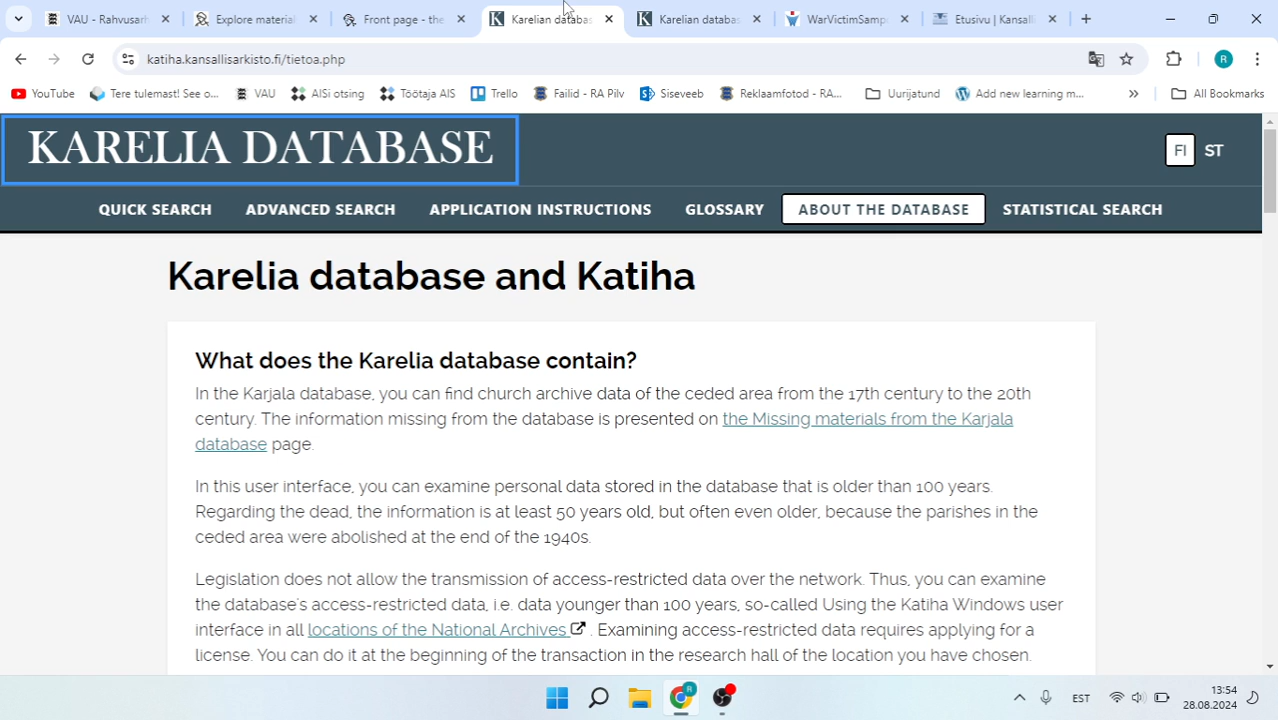 VAU - Rahvusarh
Explore material
Front page - the
Karelian databas
Karelian databas
WarVictimSamp
Etusivu | Kansall
katiha.kansallisarkisto.fi/tietoa.php
R
YouTube
Tere tulemast! See o...
VAU
AISi otsing
Töötaja AIS
Trello
Failid - RA Pilv
Siseveeb
Reklaamfotod - RA...
Uurijatund
Add new learning m...
All Bookmarks
KARELIA DATABASE
FI ST
QUICK SEARCH ADVANCED SEARCH APPLICATION INSTRUCTIONS GLOSSARY ABOUT THE DATABASE STATISTICAL SEARCH
Karelia database and Katiha
What does the Karelia database contain?
In the Karjala database, you can find church archive data of the ceded area from the 17th century to the 20th
century. The information missing from the database is presented on the Missing materials from the Karjala
database page.
In this user interface, you can examine personal data stored in the database that is older than 100 years.
Regarding the dead, the information is at least 50 years old, but often even older, because the parishes in the
ceded area were abolished at the end of the 1940s.
Legislation does not allow the transmission of access-restricted data over the network. Thus, you can examine
the database's access-restricted data, i.e. data younger than 100 years, so-called Using the Katiha Windows user
interface in all locations of the National Archives . Examining access-restricted data requires applying for a
license. You can do it at the beginning of the transaction in the research hall of the location you have chosen.
EST
13:54
28.08.2024